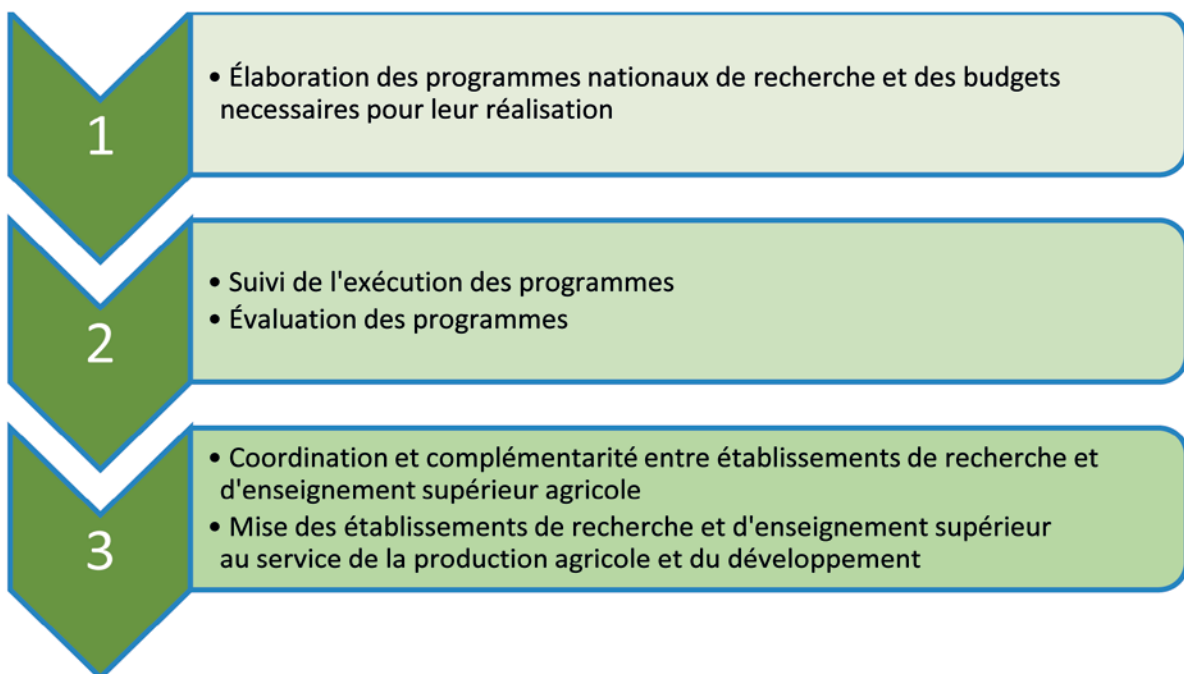 1
• Élaboration des programmes nationaux de recherche et des budgets
necessaires pour leur réalisation
2
• Suivi de l'exécution des programmes
• Évaluation des programmes
3
• Coordination et complémentarité entre établissements de recherche et
d'enseignement supérieur agricole
• Mise des établissements de recherche et d'enseignement supérieur
au service de la production agricole et du développement